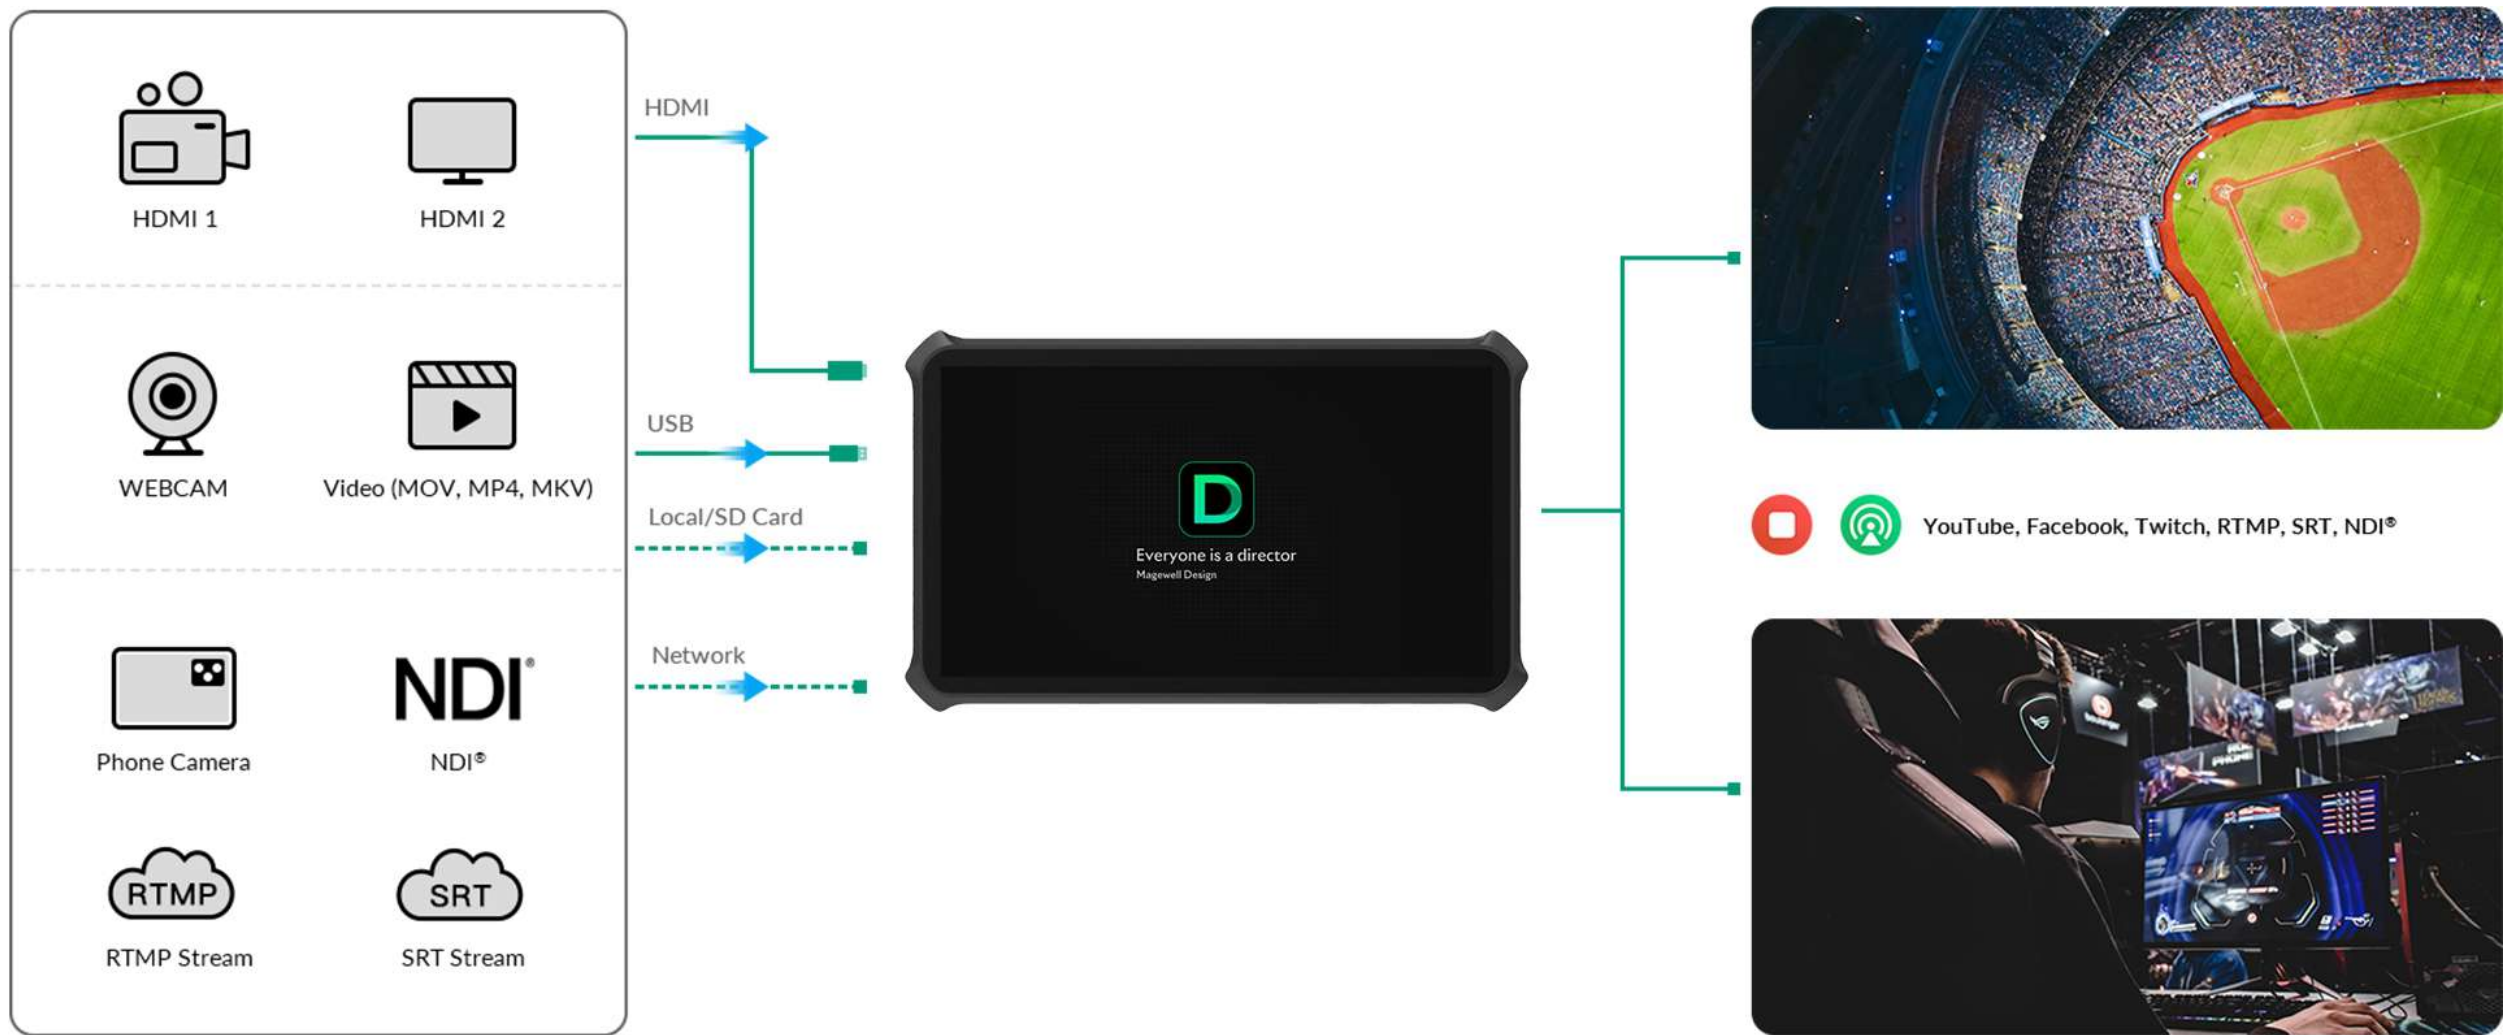 HDMI 1
HDMI 2
WEBCAM
Video (MOV, MP4, MKV)
Phone Camera
NDI®
NDI®
RTMP
SRT
RTMP Stream
SRT Stream
HDMI
USB
Local/SD Card
Network
D
Everyone is a director
Magewell Design
YouTube, Facebook, Twitch, RTMP, SRT, NDI®